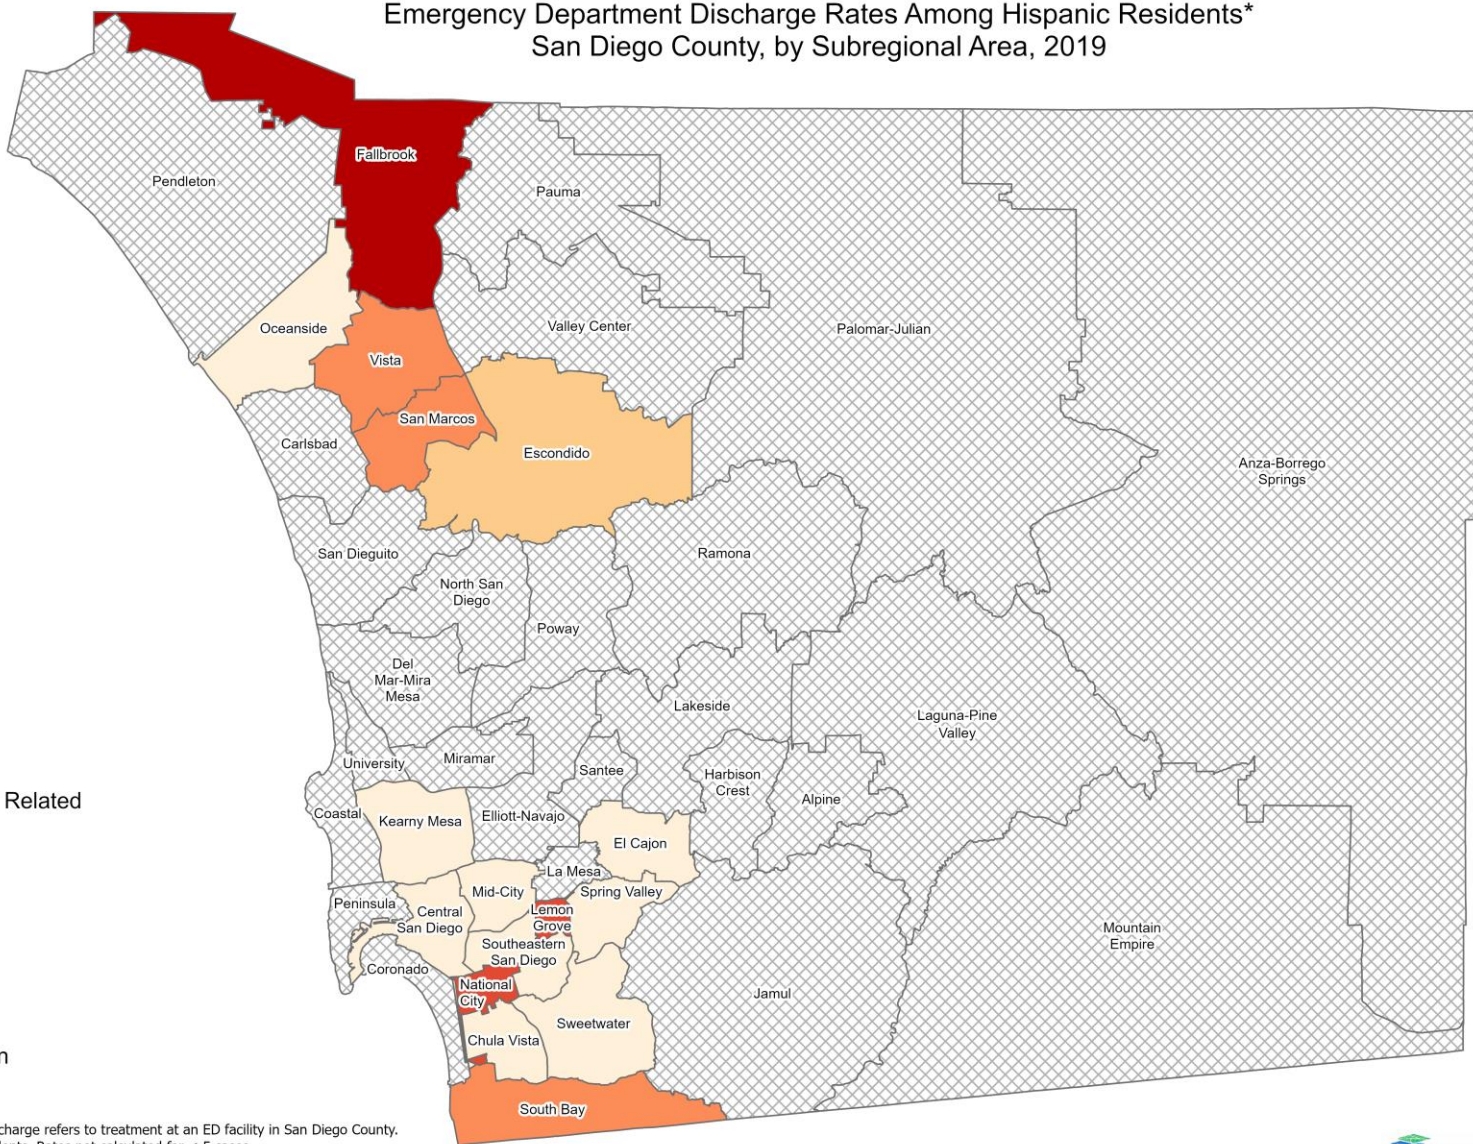 Emergency Department Discharge Rates Among Hispanic Residents*
San Diego County, by Subregional Area, 2019
Fallbrook
Pendleton
Pauma
Oceanside
Valley Center
Palomar-Julian
Vista
San Marcos
Carlsbad
Escondido
Anza-Borrego
Springs
San Dieguito
Ramona
North San
Diego
Poway
Del
Mar-Mira
Mesa
Lakeside
Laguna-Pine
Valley
University
Miramar
Santee
Harbison
Crest
Alpine
Related
Coastal
Kearny Mesa
Elliott-Navajo
El Cajon
La Mesa
Mid-City
Spring Valley
Peninsula
Central
San Diego
Lemon
Grove
Southeastern
San Diego
Mountain
Empire
Coronado
National
City
Jamul
Sweetwater
Chula Vista
South Bay
charge refers to treatment at an ED facility in San Diego County.